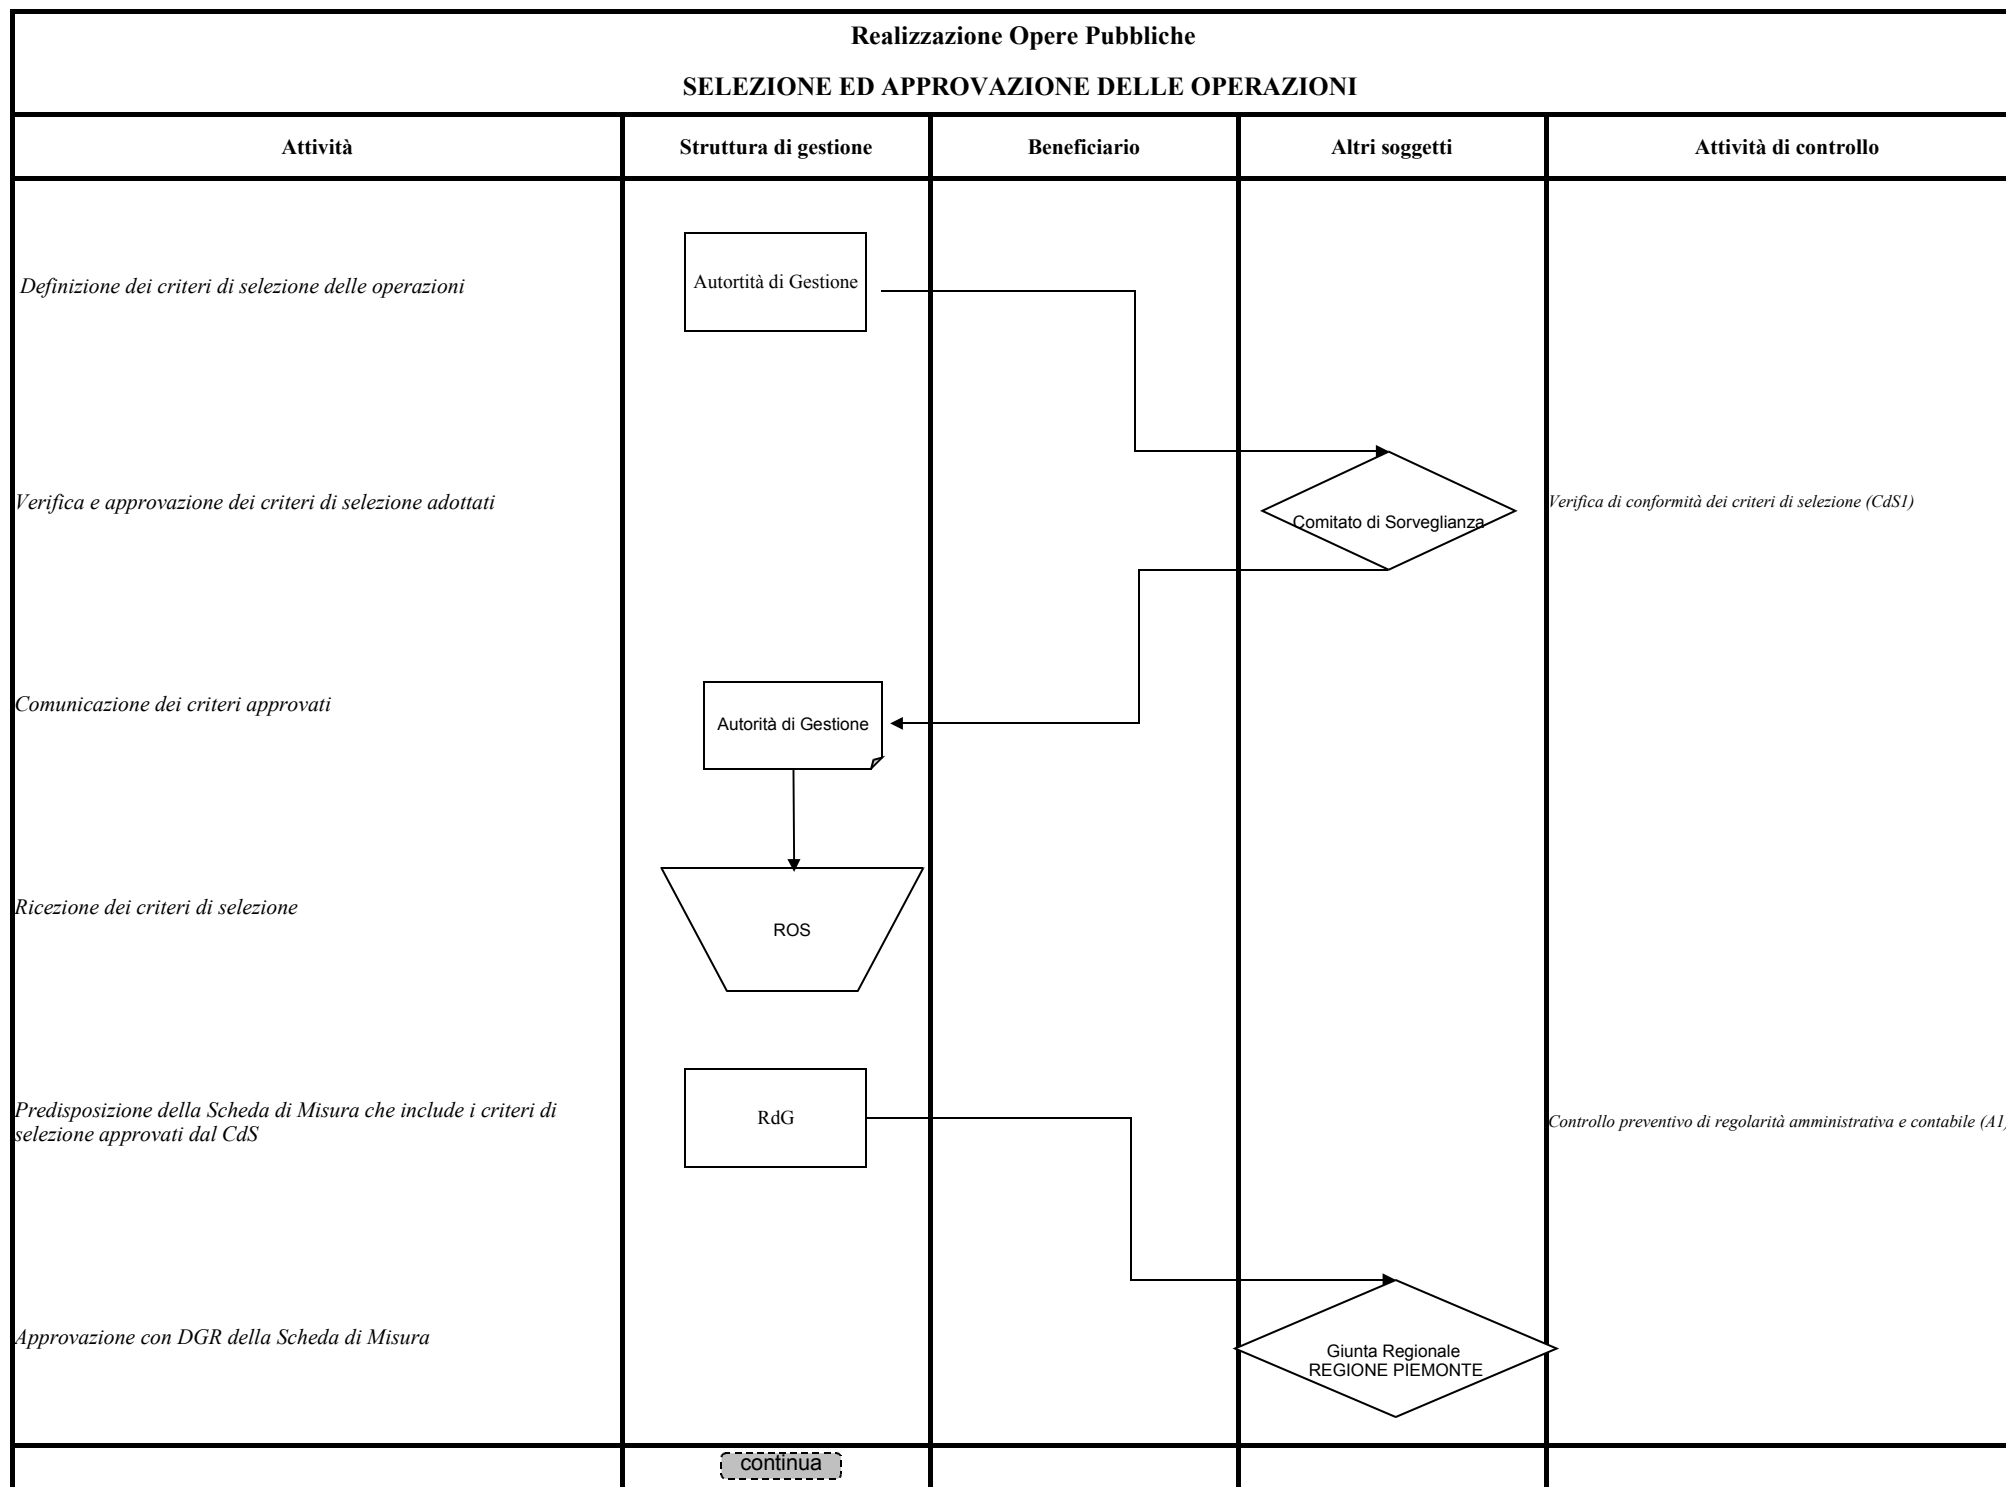 Realizzazione Opere Pubbliche
SELEZIONE ED APPROVAZIONE DELLE OPERAZIONI
Attività
Struttura di gestione
Beneficiario
Altri soggetti
Attività di controllo
Definizione dei criteri di selezione delle operazioni
Autortità di Gestione
Verifica e approvazione dei criteri di selezione adottati
Comitato di Sorveglianza
Verifica di conformità dei criteri di selezione (CdS1)
Comunicazione dei criteri approvati
Autorità di Gestione
Ricezione dei criteri di selezione
ROS
Predisposizione della Scheda di Misura che include i criteri di
selezione approvati dal CdS
RdG
Controllo preventivo di regolarità amministrativa e contabile (A1)
Approvazione con DGR della Scheda di Misura
Giunta Regionale
REGIONE PIEMONTE
continua